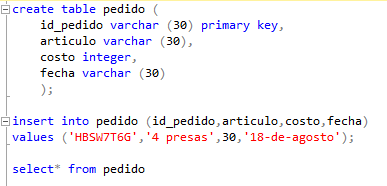 create table pedido (
id_pedido varchar (30) primary key,
articulo varchar (30),
costo integer,
fecha varchar (30)
);
insert into pedido (id_pedido,articulo,costo,fecha)
values ('HBSW7T6G','4 presas',30,'18-de-agosto');
select* from pedido